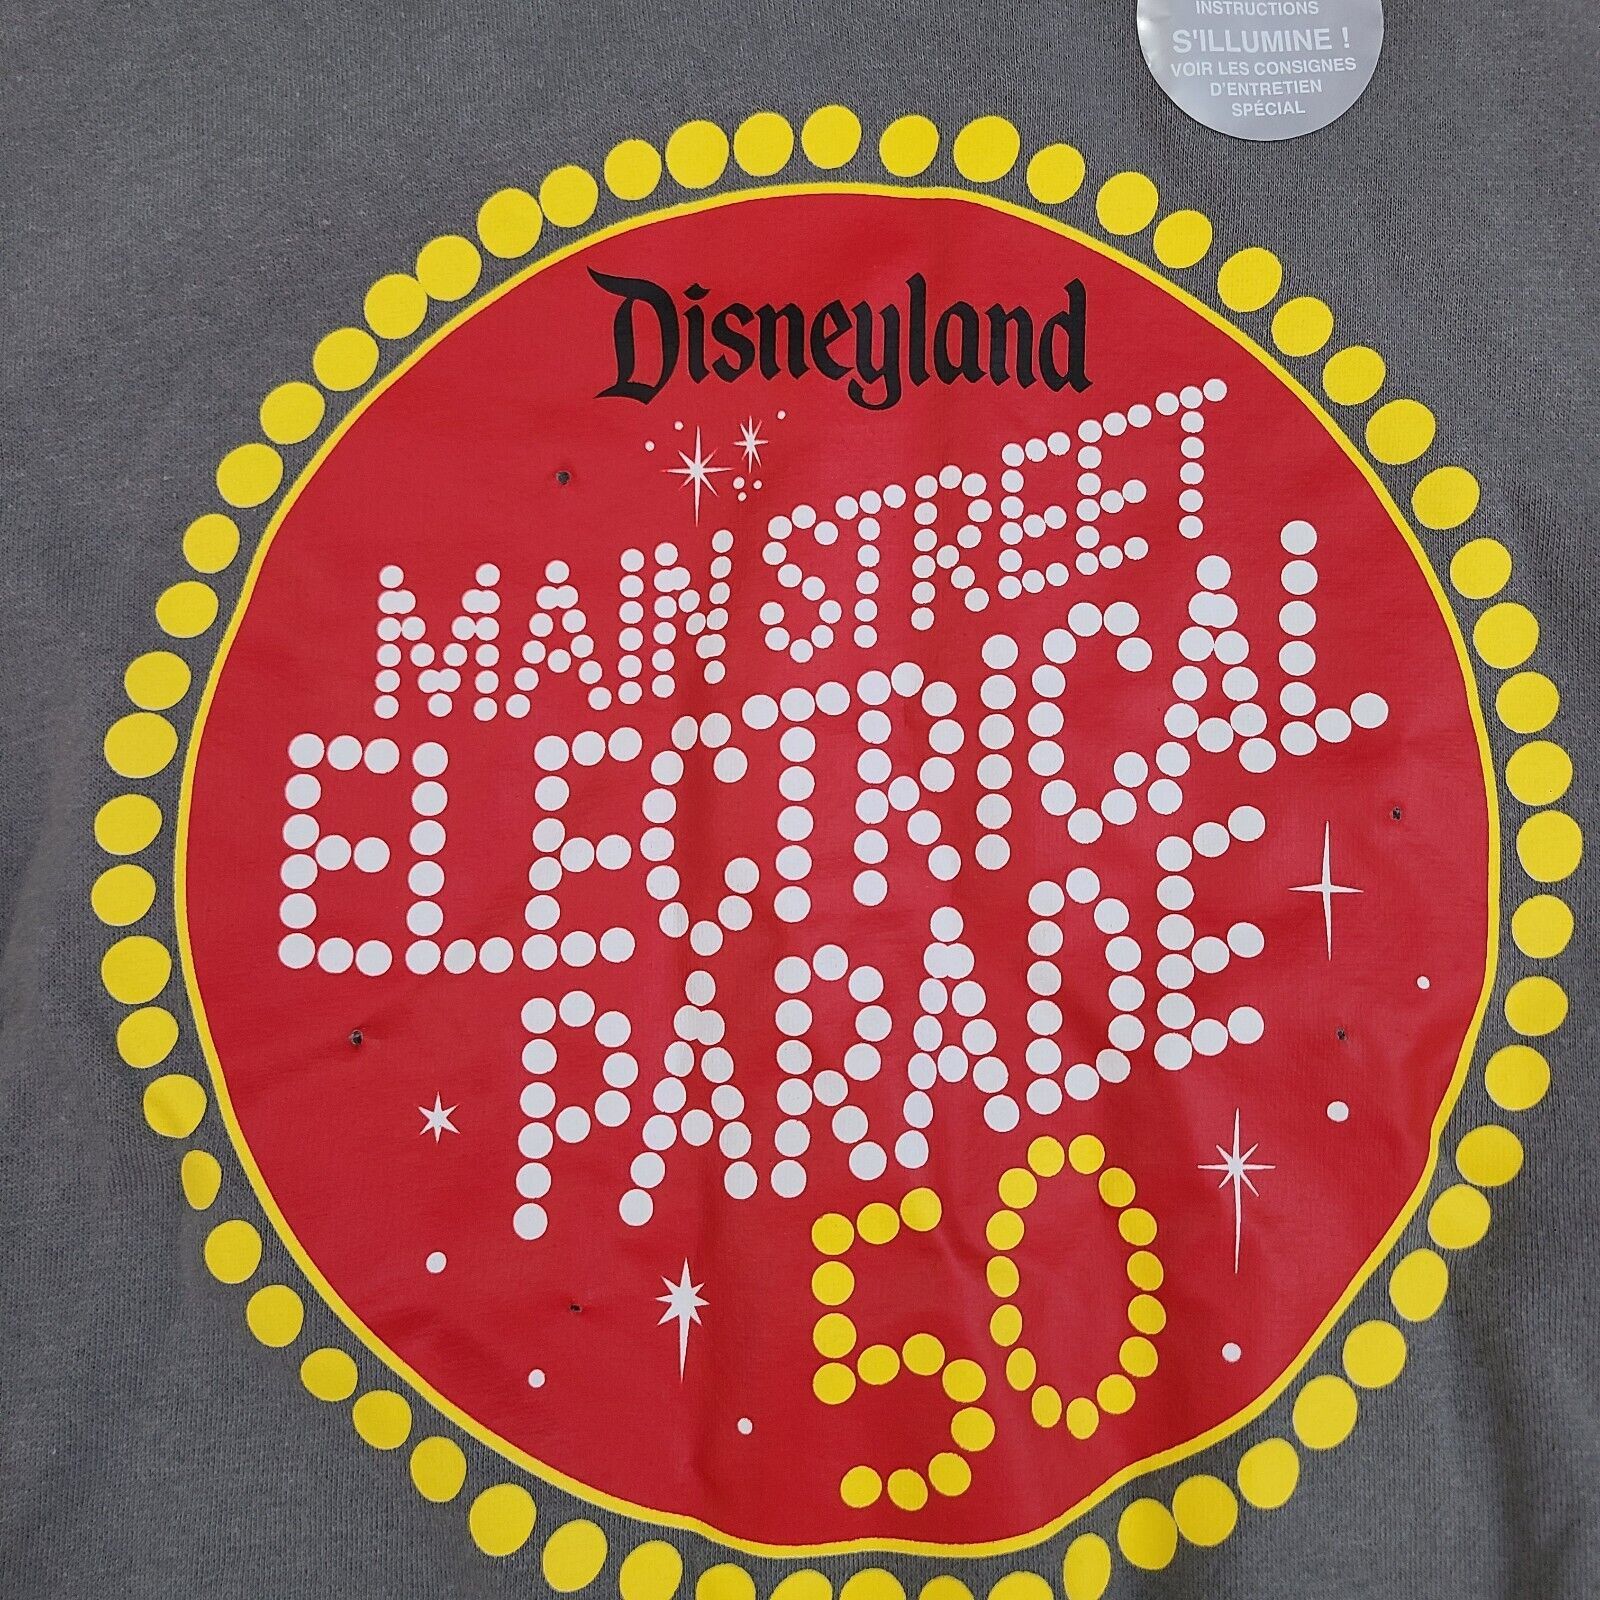 INSTRUCTIONS
S'ILLUMINE !
VOIR LES CONSIGNES
D'ENTRETIEN
SPÉCIAL
Disneyland
MAIN STREET
ELECTRICAL
PARADE
50